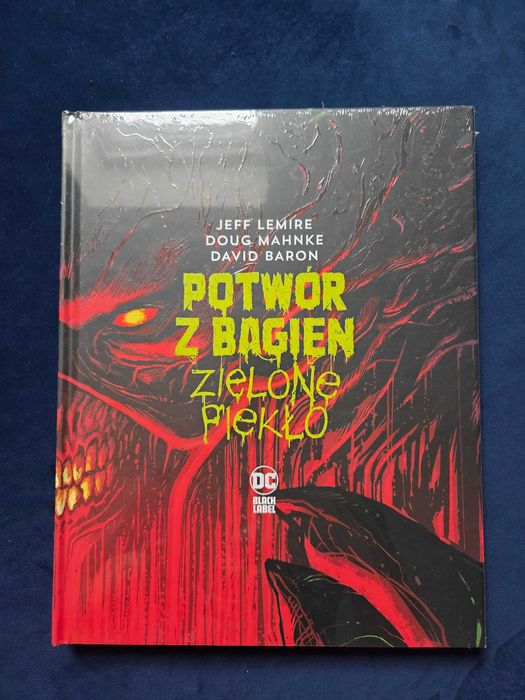 JEFF LEMIRE
DOUG MAHNKE
DAVID BARON
POTWÓR
Z BAGIEN
ZIELONE
PIEKŁO
DC
BLACK
LABEL